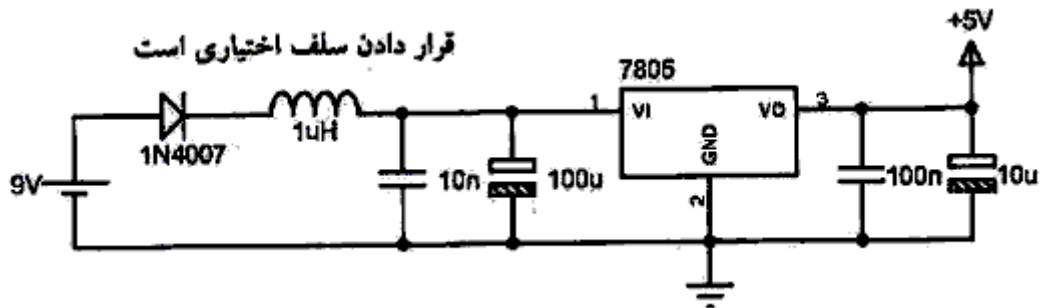 قرار دادن سلف اختیاری است
+5V
7805
1N4007
1uH
1
VI
VO
3
GND
2
9V
10n
100u
100n
10u